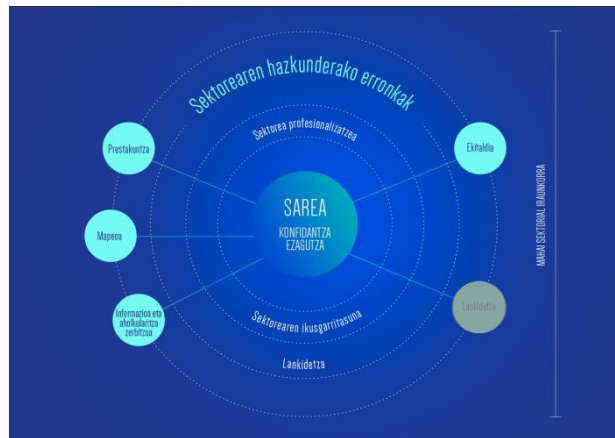 Sektorearen hazkunderako erronkak
Sektorea profesionalizatzea
Prestakuntza
Ekitaldia
SAREA
KONFIDANTZA
EZAGUTZA
Mapeoa
Informazioa eta
aholkularitza
zerbitzua
Lankidetza
Sektorearen ikusgarritasuna
Lankidetza
MAHAI SEKTORIAL IRAUNKORRA